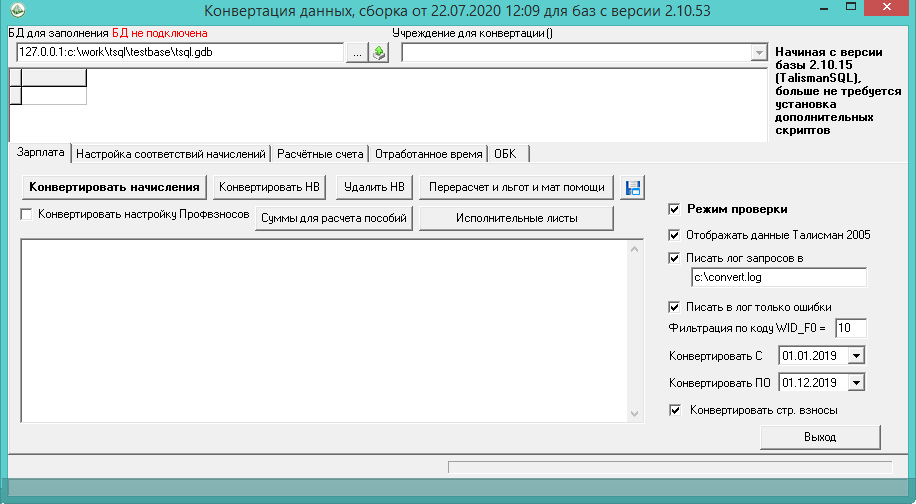 Конвертация данных, сборка от 22.07.2020 12:09 для баз с версии 2.10.53
БД для заполнения БД не подключена
Учреждение для конвертации ()
127.0.0.1:c:\work\tsql\testbase\tsql.gdb
...
Начиная с версии
базы 2.10.15
(TalismanSQL),
больше не требуется
установка
дополнительных
скриптов
Зарплата
Настройка соответствий начислений
Расчётные счета
Отработанное время
ОБК
Конвертировать начисления
Конвертировать НВ
Удалить НВ
Перерасчет и льгот и мат помощи
Конвертировать настройку Профвзносов
Суммы для расчета пособий
Исполнительные листы
Режим проверки
Отображать данные Талисман 2005
Писать лог запросов в
c:\convert.log
Писать в лог только ошибки
Фильтрация по коду WID_F0 = 10
Конвертировать С 01.01.2019
Конвертировать ПО 01.12.2019
Конвертировать стр. взносы
Выход